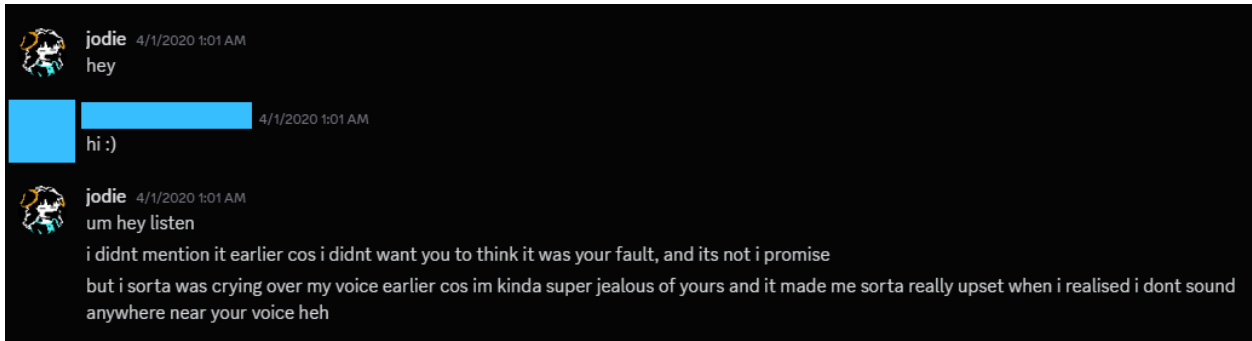 jodie 4/1/2020 1:01 AM
hey
4/1/2020 1:01 AM
hi :)
jodie 4/1/2020 1:01 AM
um hey listen
i didnt mention it earlier cos i didnt want you to think it was your fault, and its not i promise
but i sorta was crying over my voice earlier cos im kinda super jealous of yours and it made me sorta really upset when i realised i dont sound
anywhere near your voice heh